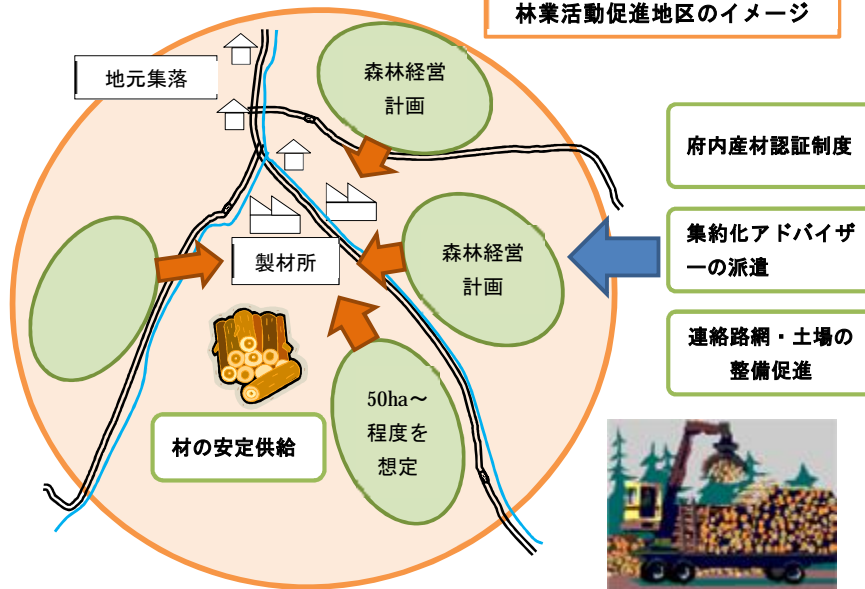 林業活動促進地区のイメージ
地元集落
森林経営
計画
府内産材認証制度
集約化アドバイザ
ーの派遣
製材所
森林経営
計画
連絡路網・土場の
整備促進
50ha～
程度を
想定
材の安定供給